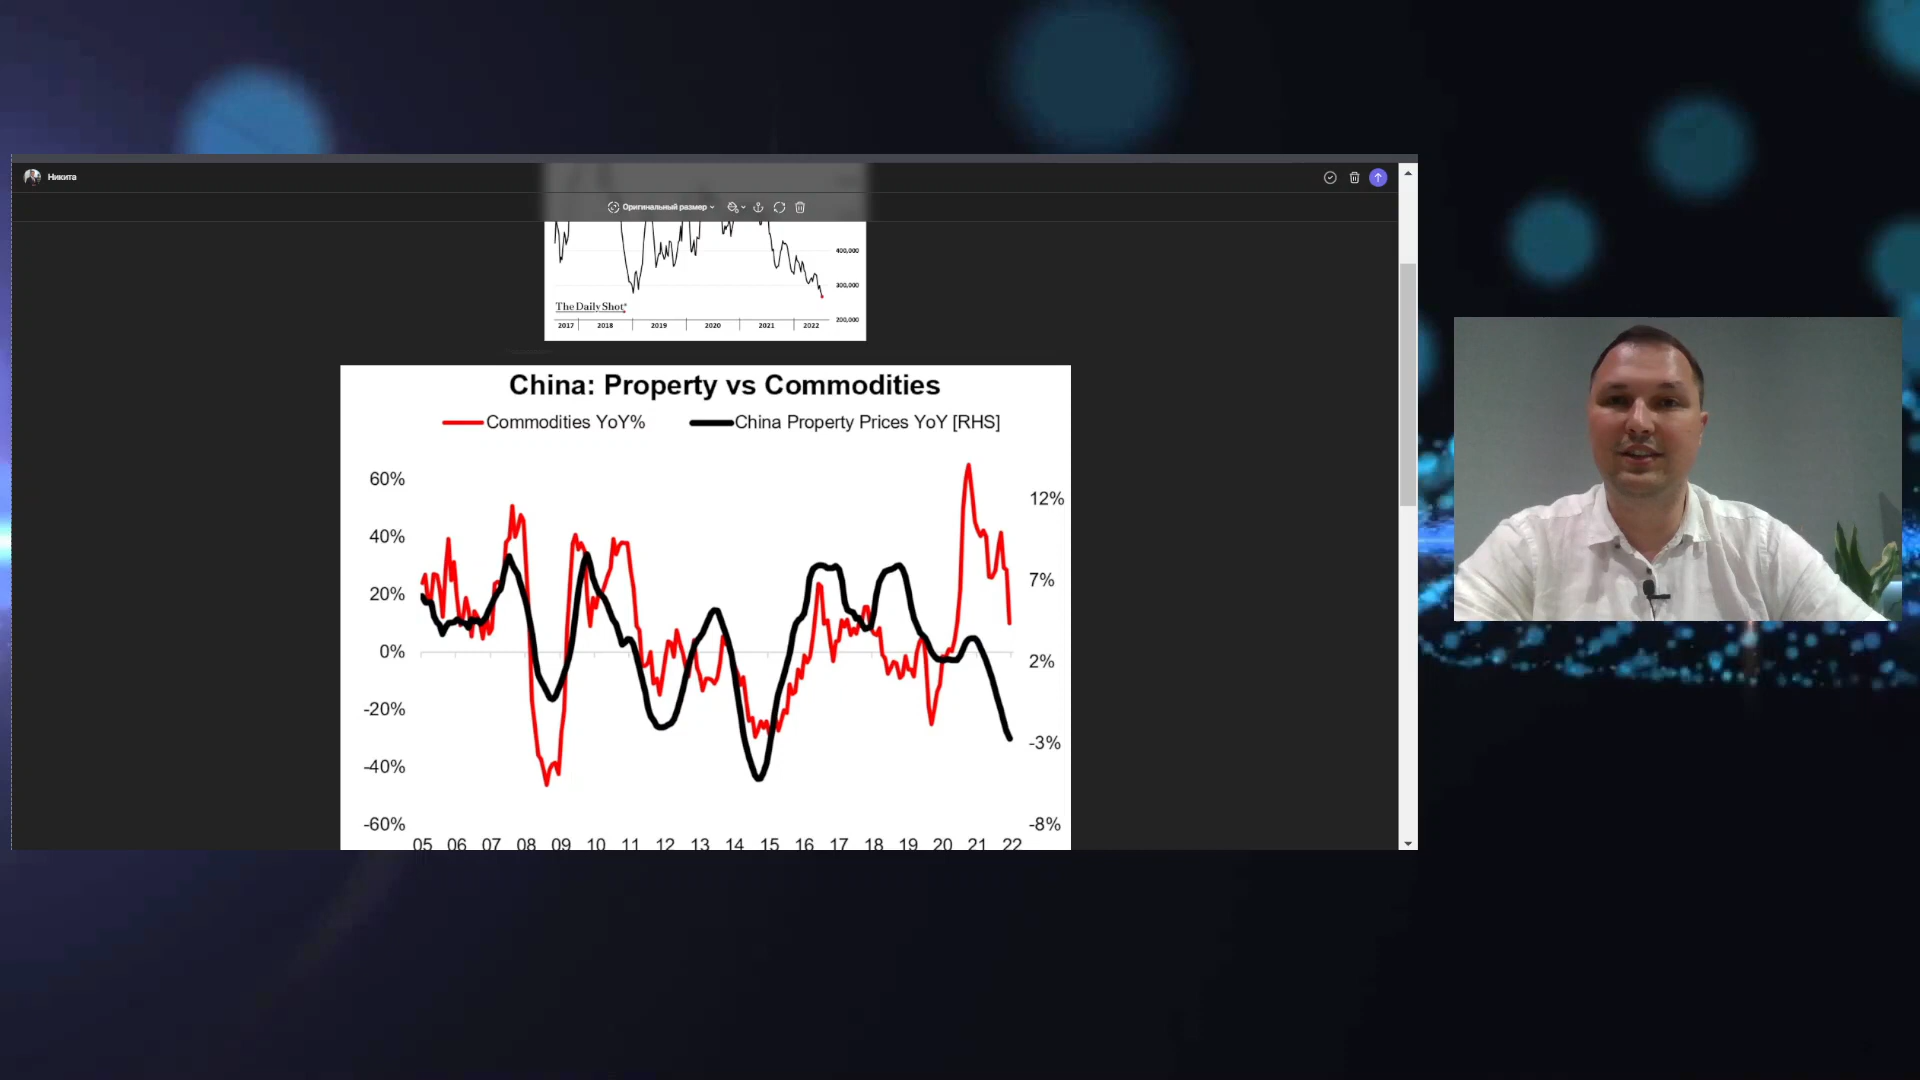 Никита
Оригинальный размер
400,000
300,000
The Daily Shot®
200,000
2017 2018 2019 2020 2021 2022
China: Property vs Commodities
Commodities YoY% China Property Prices YoY [RHS]
60%
12%
40%
7%
20%
0%
2%
-20%
-3%
-40%
-60%
-8%
05 06 07 08 09 10 11 12 13 14 15 16 17 18 19 20 21 22